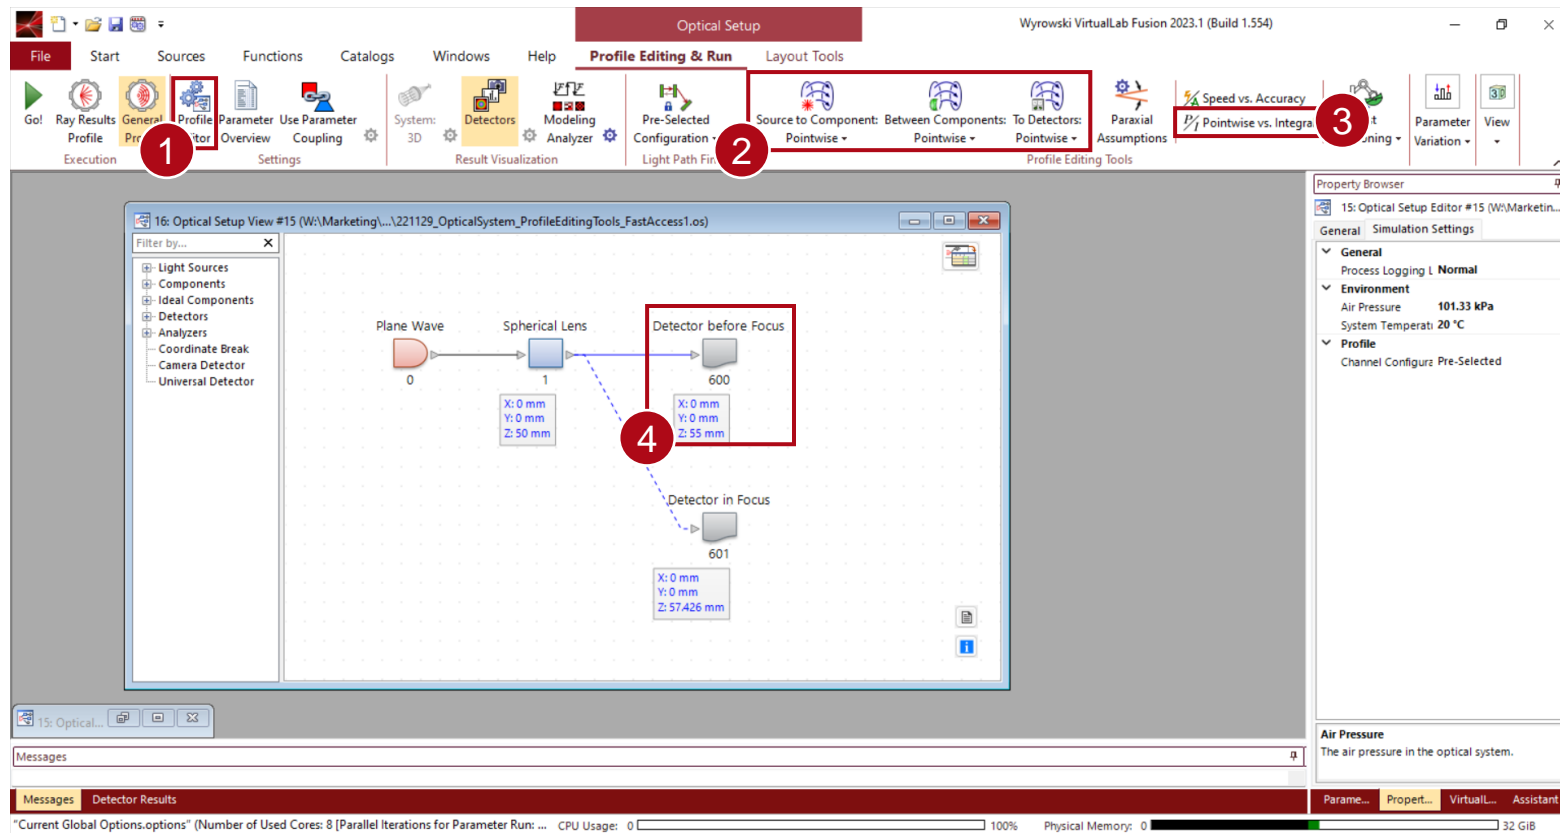 Optical Setup
Wyrowski VirtualLab Fusion 2023.1 (Build 1.554)
File Start Sources Functions Catalogs Windows Help Profile Editing & Run Layout Tools
Go!
Ray Results
Profile
General
Profile
Parameter
Overview
Use Parameter
Coupling
System:
3D
Detectors
Modeling
Analyzer
Pre-Selected
Configuration
Source to Component:
Pointwise
Between Components:
Pointwise
To Detectors:
Pointwise
Paraxial
Assumptions
Speed vs. Accuracy
Pointwise vs. Integra
Parameter
Variation
3D
View
1
2
3
Execution
Settings
Result Visualization
Light Path Fin
Profile Editing Tools
16: Optical Setup View #15 (W:\Marketing\...\221129_OpticalSystem_ProfileEditingTools_FastAccess1.os)
Filter by...
Light Sources
Components
Ideal Components
Detectors
Analyzers
Coordinate Break
Camera Detector
Universal Detector
Plane Wave
0
Spherical Lens
1
X: 0 mm
Y: 0 mm
Z: 50 mm
Detector before Focus
600
X: 0 mm
Y: 0 mm
Z: 55 mm
4
Detector in Focus
601
X: 0 mm
Y: 0 mm
Z: 57.426 mm
Property Browser
15: Optical Setup Editor #15 (W:\Marketin...
General Simulation Settings
General
Process Logging L Normal
Environment
Air Pressure 101.33 kPa
System Temperati 20 °C
Profile
Channel Configura Pre-Selected
Air Pressure
The air pressure in the optical system.
15: Optical...
Messages
Messages Detector Results
Parame... Propert... VirtualL... Assistant
"Current Global Options.options" (Number of Used Cores: 8 [Parallel Iterations for Parameter Run: ... CPU Usage: 0 100% Physical Memory: 0 32 GiB